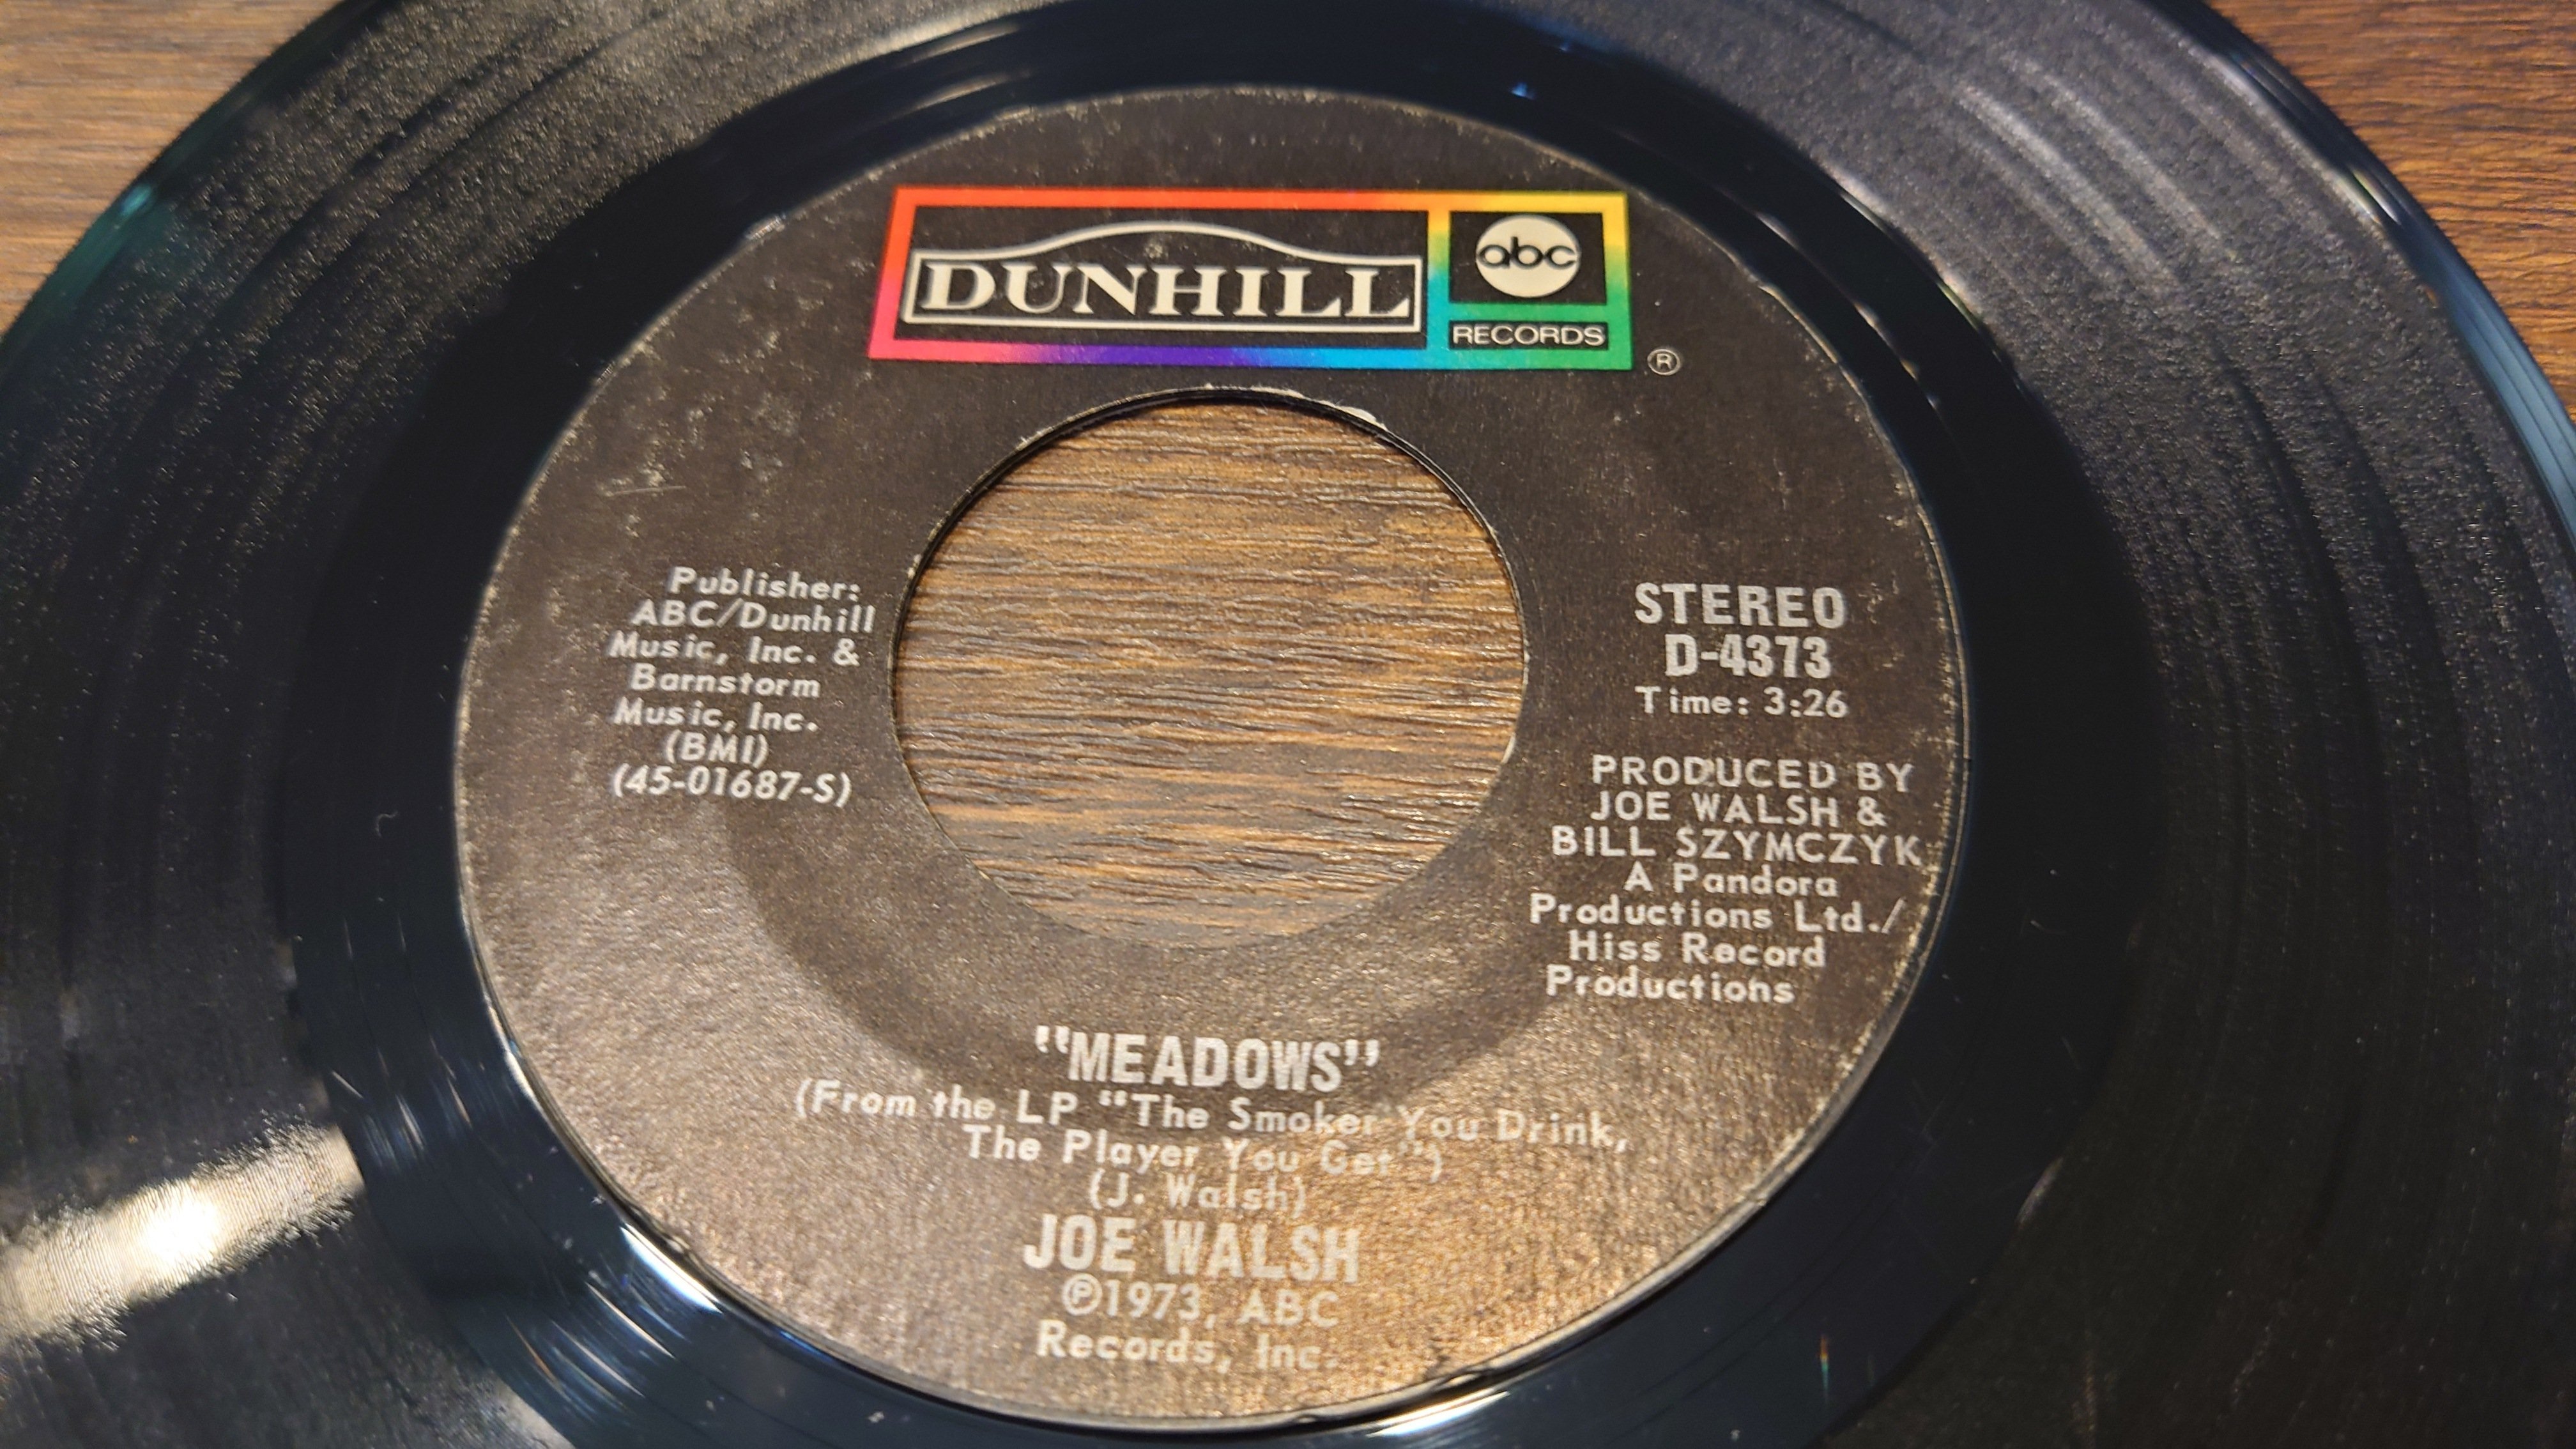 DUNHILL
abc
RECORDS
®
Publisher:
ABC/Dunhill
Music, Inc. &
Barnstorm
Music, Inc.
(BMI)
(45-01687-S)
STEREO
D-4373
Time: 3:26
PRODUCED BY
JOE WALSH &
BILL SZYMCZYK
A Pandora
Productions Ltd./
Hiss Record
Productions
"MEADOWS"
(From the LP "The Smoker You Drink,
The Player You Get")
(J. Walsh)
JOE WALSH
Ⓟ1973, ABC
Records, Inc.